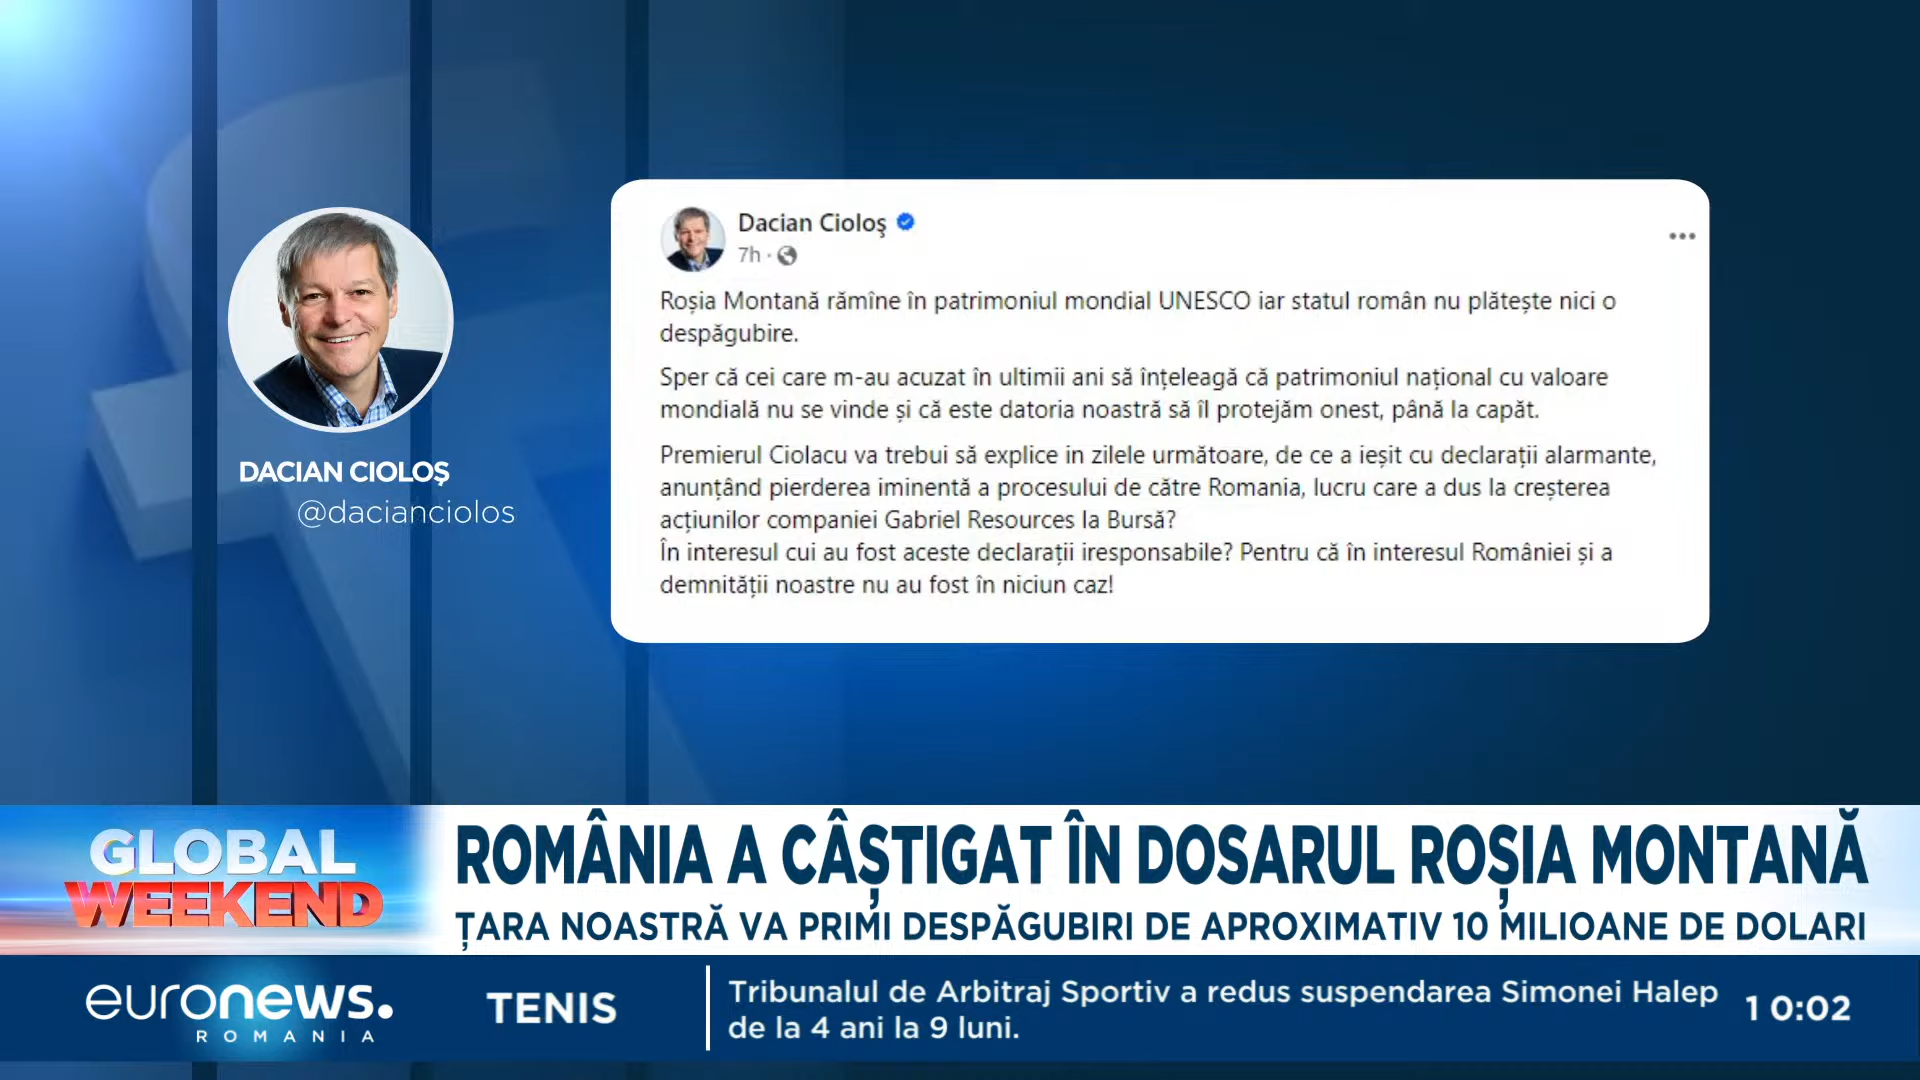 DACIAN CIOLOȘ
@dacianciolos
Dacian Cioloș
7h ·
Roșia Montană rămîne în patrimoniul mondial UNESCO iar statul român nu plătește nici o
despăgubire.
Sper că cei care m-au acuzat în ultimii ani să înțeleagă că patrimoniul național cu valoare
mondială nu se vinde și că este datoria noastră să îl protejăm onest, până la capăt.
Premierul Ciolacu va trebui să explice in zilele următoare, de ce a ieșit cu declarații alarmante,
anunțând pierderea iminentă a procesului de către Romania, lucru care a dus la creșterea
acțiunilor companiei Gabriel Resources la Bursă?
În interesul cui au fost aceste declarații iresponsabile? Pentru că în interesul României și a
demnității noastre nu au fost în niciun caz!
GLOBAL
WEEKEND
ROMÂNIA A CÂȘTIGAT ÎN DOSARUL ROȘIA MONTANĂ
ȚARA NOASTRĂ VA PRIMI DESPĂGUBIRI DE APROXIMATIV 10 MILIOANE DE DOLARI
euronews.
ROMANIA
TENIS
Tribunalul de Arbitraj Sportiv a redus suspendarea Simonei Halep
de la 4 ani la 9 luni.
10:02